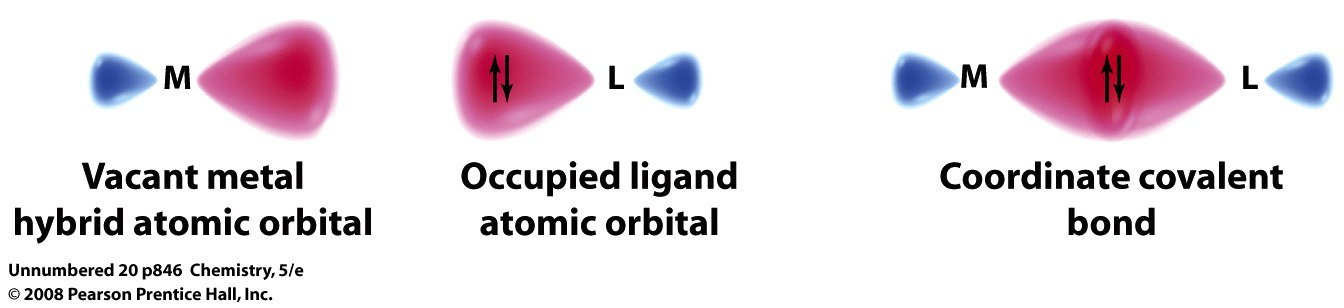 M
L
M
L
Vacant metal
hybrid atomic orbital
Occupied ligand
atomic orbital
Coordinate covalent
bond
Unnumbered 20 p846 Chemistry, 5/e
© 2008 Pearson Prentice Hall, Inc.